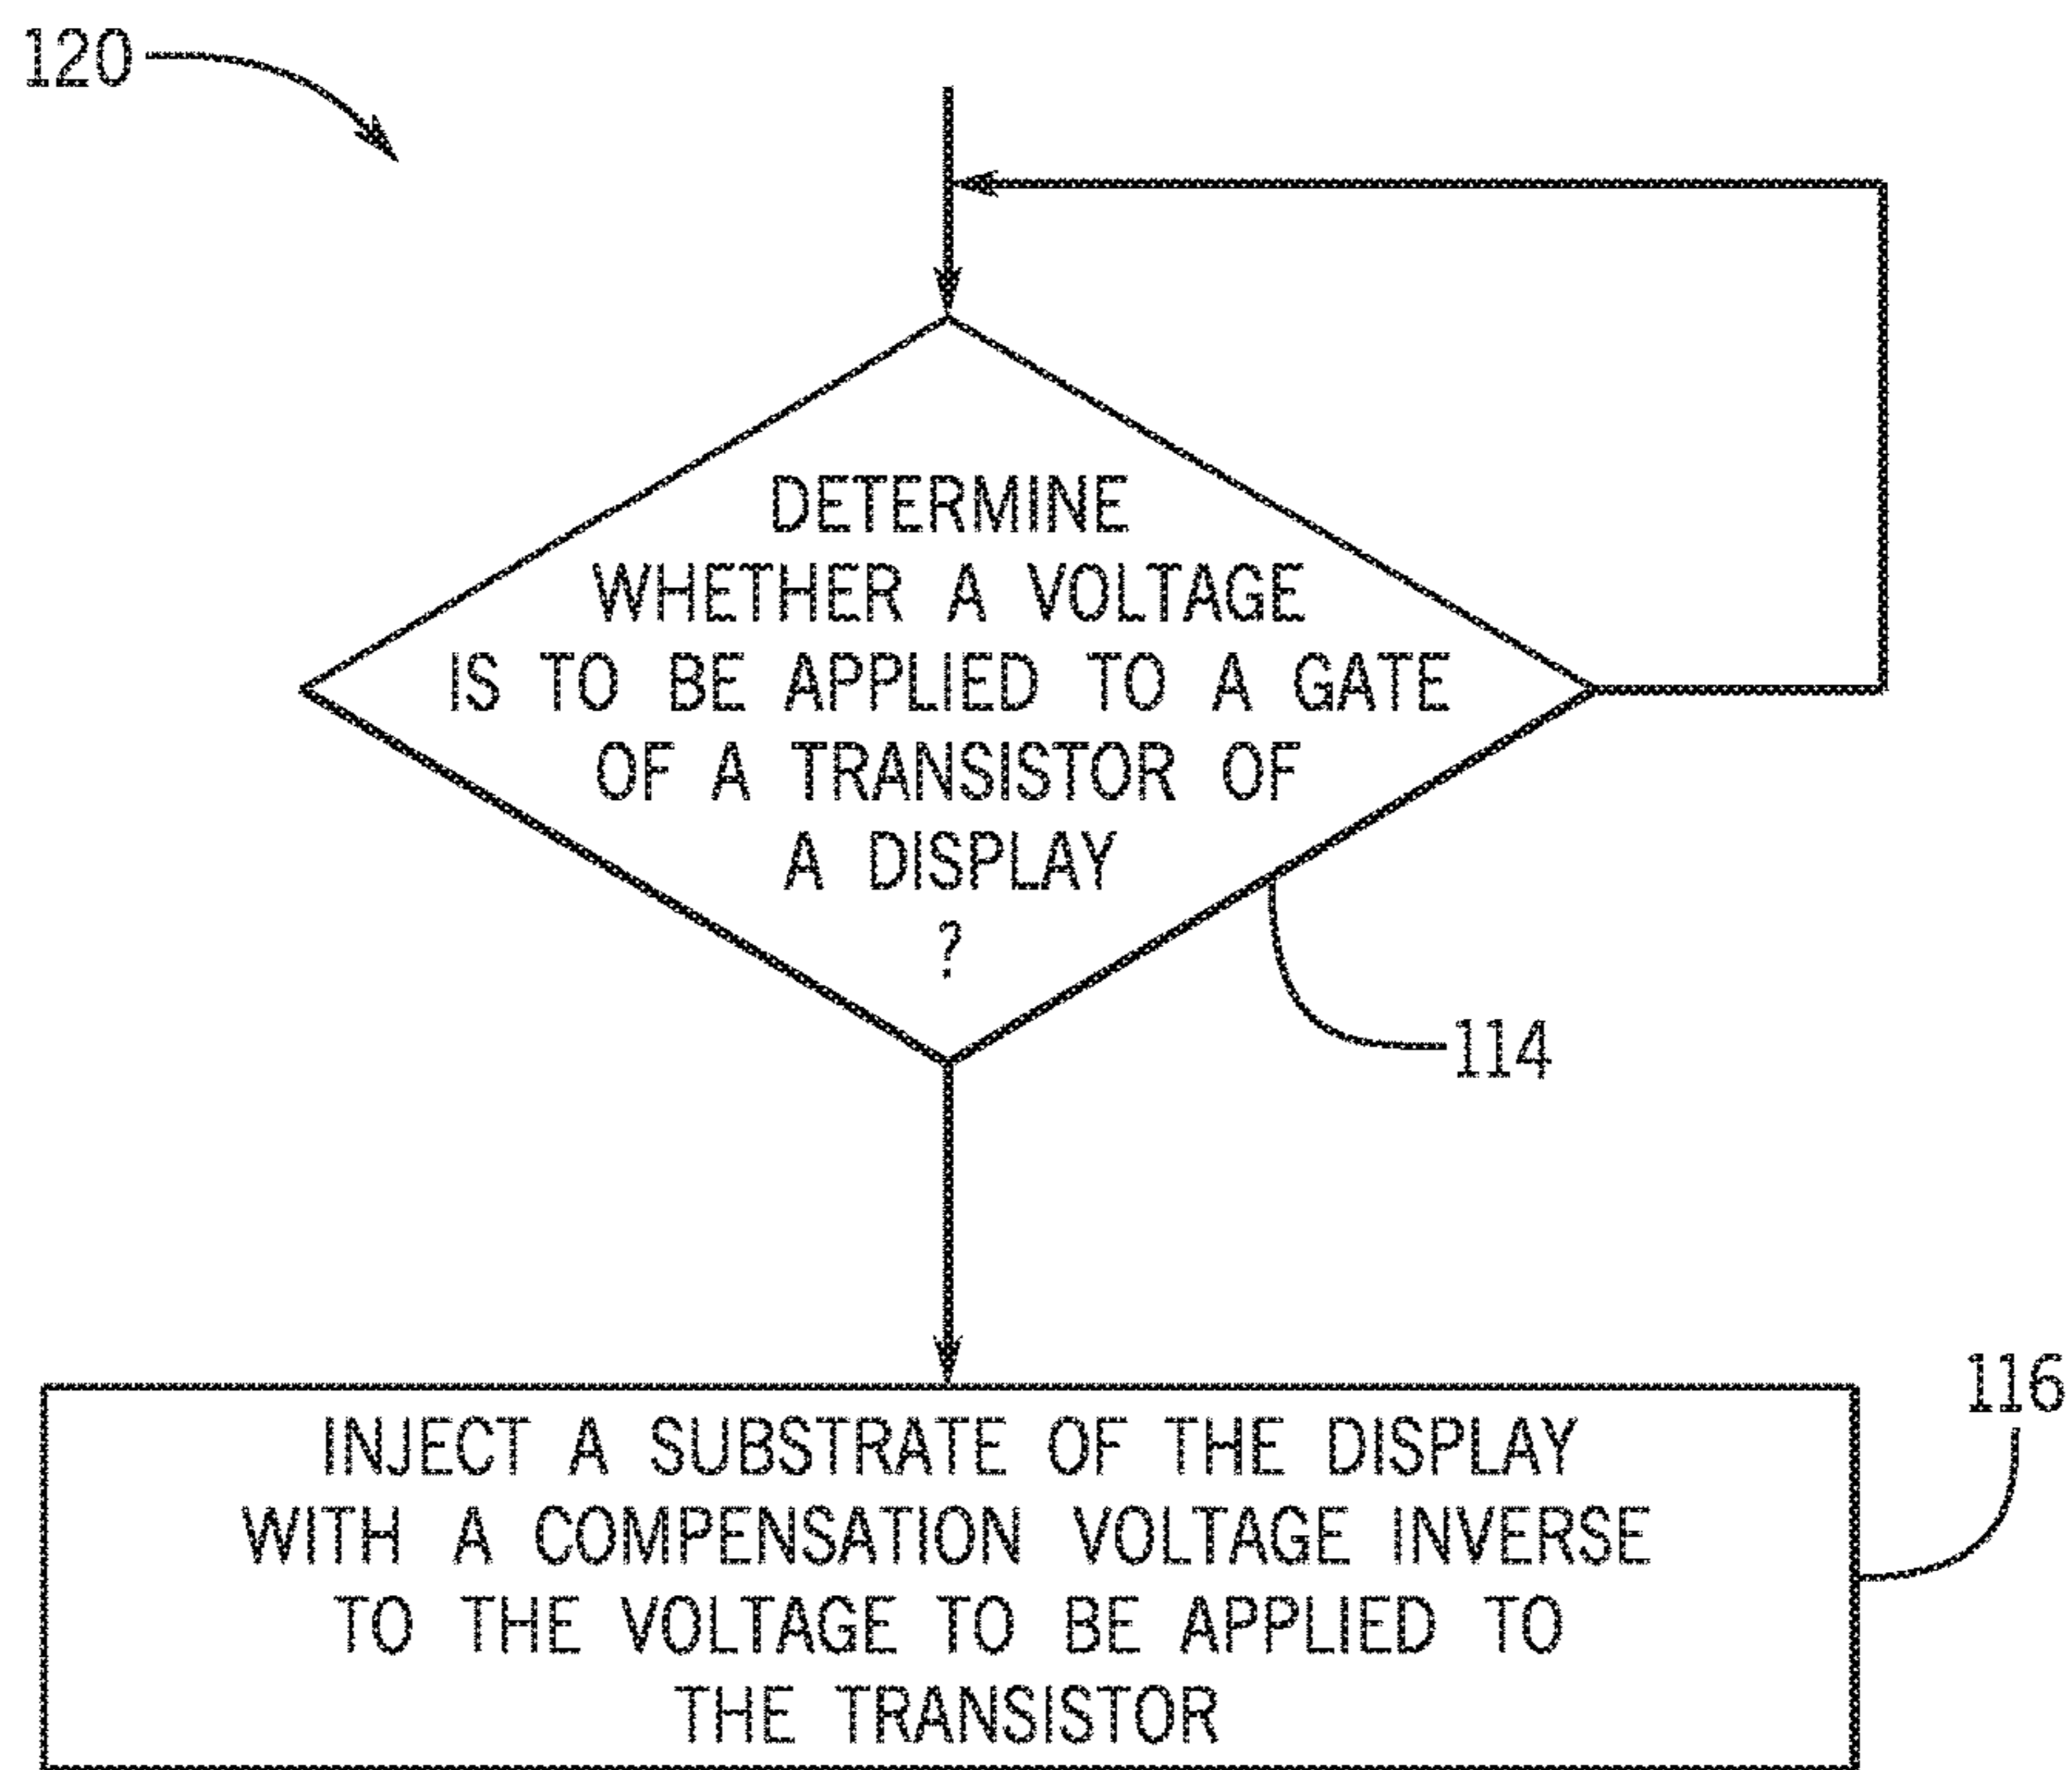 120
DETERMINE
WHETHER A VOLTAGE
IS TO BE APPLIED TO A GATE
OF A TRANSISTOR OF
A DISPLAY
?
114
116
INJECT A SUBSTRATE OF THE DISPLAY
WITH A COMPENSATION VOLTAGE INVERSE
TO THE VOLTAGE TO BE APPLIED TO
THE TRANSISTOR